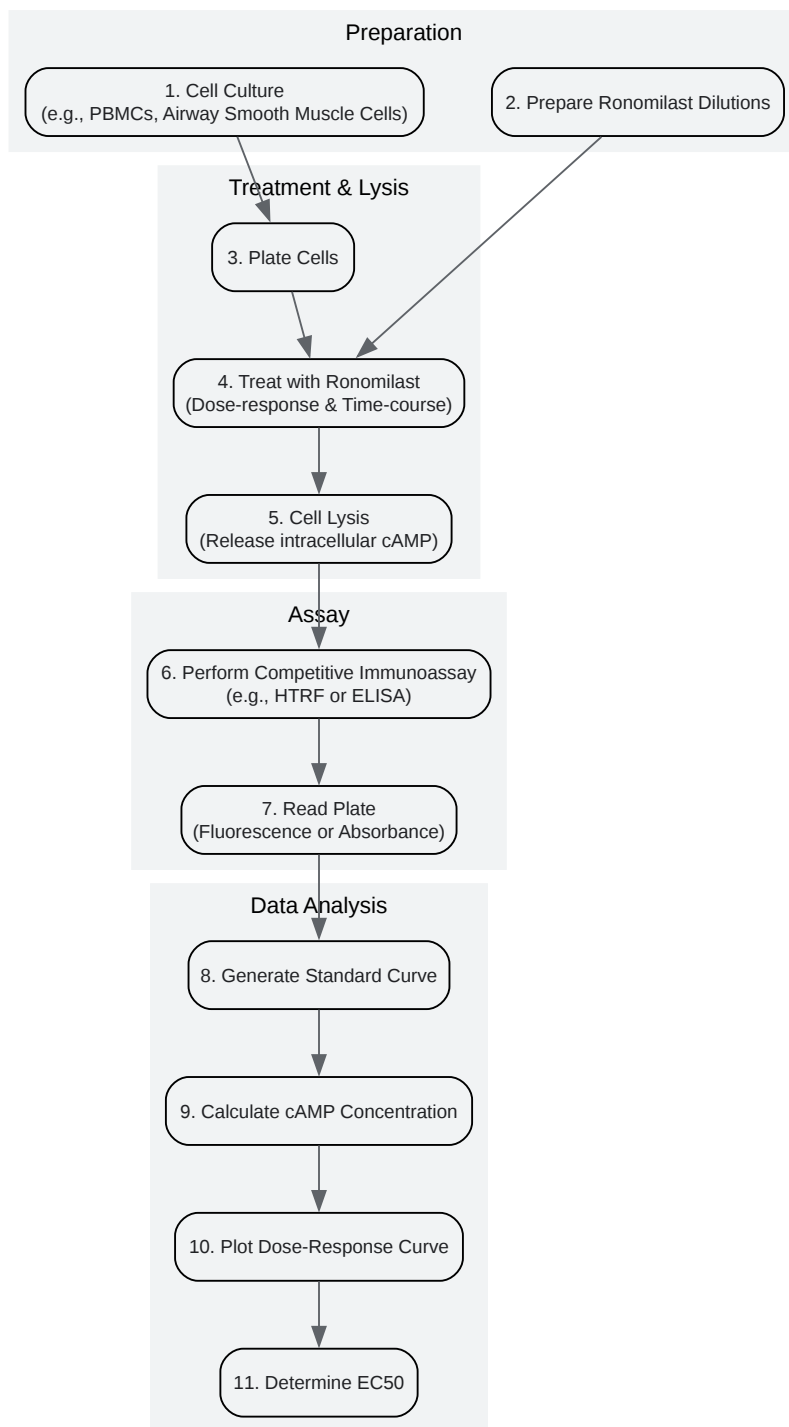 Preparation
1. Cell Culture
(e.g., PBMCs, Airway Smooth Muscle Cells)
2. Prepare Ronomilast Dilutions
Treatment & Lysis
3. Plate Cells
4. Treat with Ronomilast
(Dose-response & Time-course)
5. Cell Lysis
(Release intracellular cAMP)
Assay
6. Perform Competitive Immunoassay
(e.g., HTRF or ELISA)
7. Read Plate
(Fluorescence or Absorbance)
Data Analysis
8. Generate Standard Curve
9. Calculate cAMP Concentration
10. Plot Dose-Response Curve
11. Determine EC50